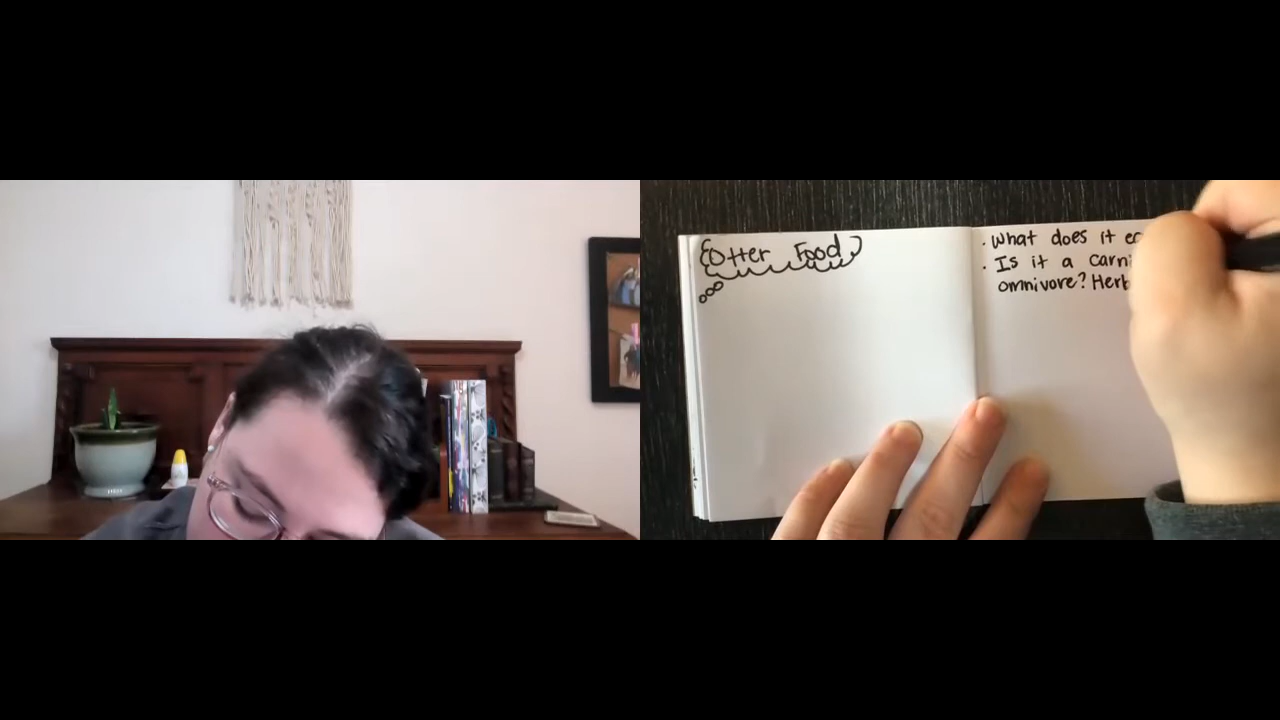 Otter Food
. What does it
. Is it a
omnivore?